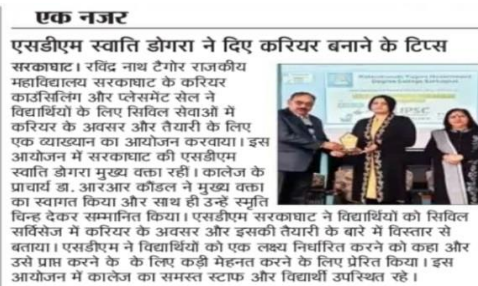 एक नजर
एसडीएम स्वाति डोगरा ने दिए करियर बनाने के टिप्स
सरकाघाट। रविंद्र नाथ टैगोर राजकीय
महाविद्यालय सरकाघाट के करियर
काउंसिलिंग और प्लेसमेंट सेल ने
विद्यार्थियों के लिए सिविल सेवाओं में
करियर के अवसर और तैयारी के लिए
एक व्याख्यान का आयोजन करवाया। इस
आयोजन में सरकाघाट की एसडीएम
स्वाति डोगरा मुख्य वक्ता रहीं। कालेज के
प्राचार्य डा. आरआर कौंडल ने मुख्य वक्ता
का स्वागत किया और साथ ही उन्हें स्मृति
चिन्ह देकर सम्मानित किया। एसडीएम सरकाघाट ने विद्यार्थियों को सिविल
सर्विसेज में करियर के अवसर और इसकी तैयारी के बारे में विस्तार से
बताया। एसडीएम ने विद्यार्थियों को एक लक्ष्य निर्धारित करने को कहा और
उसे प्राप्त करने के के लिए कड़ी मेहनत करने के लिए प्रेरित किया। इस
आयोजन में कालेज का समस्त स्टाफ और विद्यार्थी उपस्थित रहे।